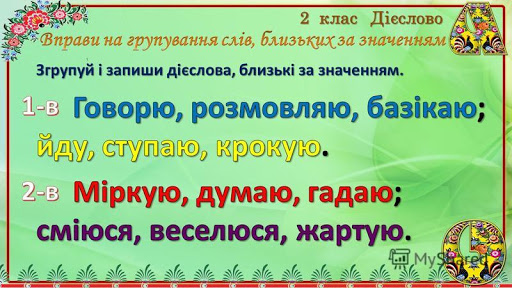 2 клас Дієслово
Вправи на групування слів, близьких за значенням
Згрупуй і запиши дієслова, близькі за значенням.
1-в Говорю, розмовляю, базікаю;
йду, ступаю, крокую.
2-в Міркую, думаю, гадаю;
сміюся, веселюся, жартую.
MyShared